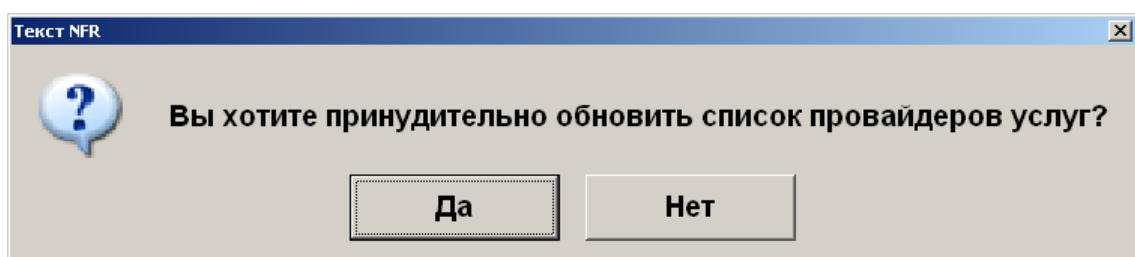 Текст NFR
Вы хотите принудительно обновить список провайдеров услуг?
Да
Нет